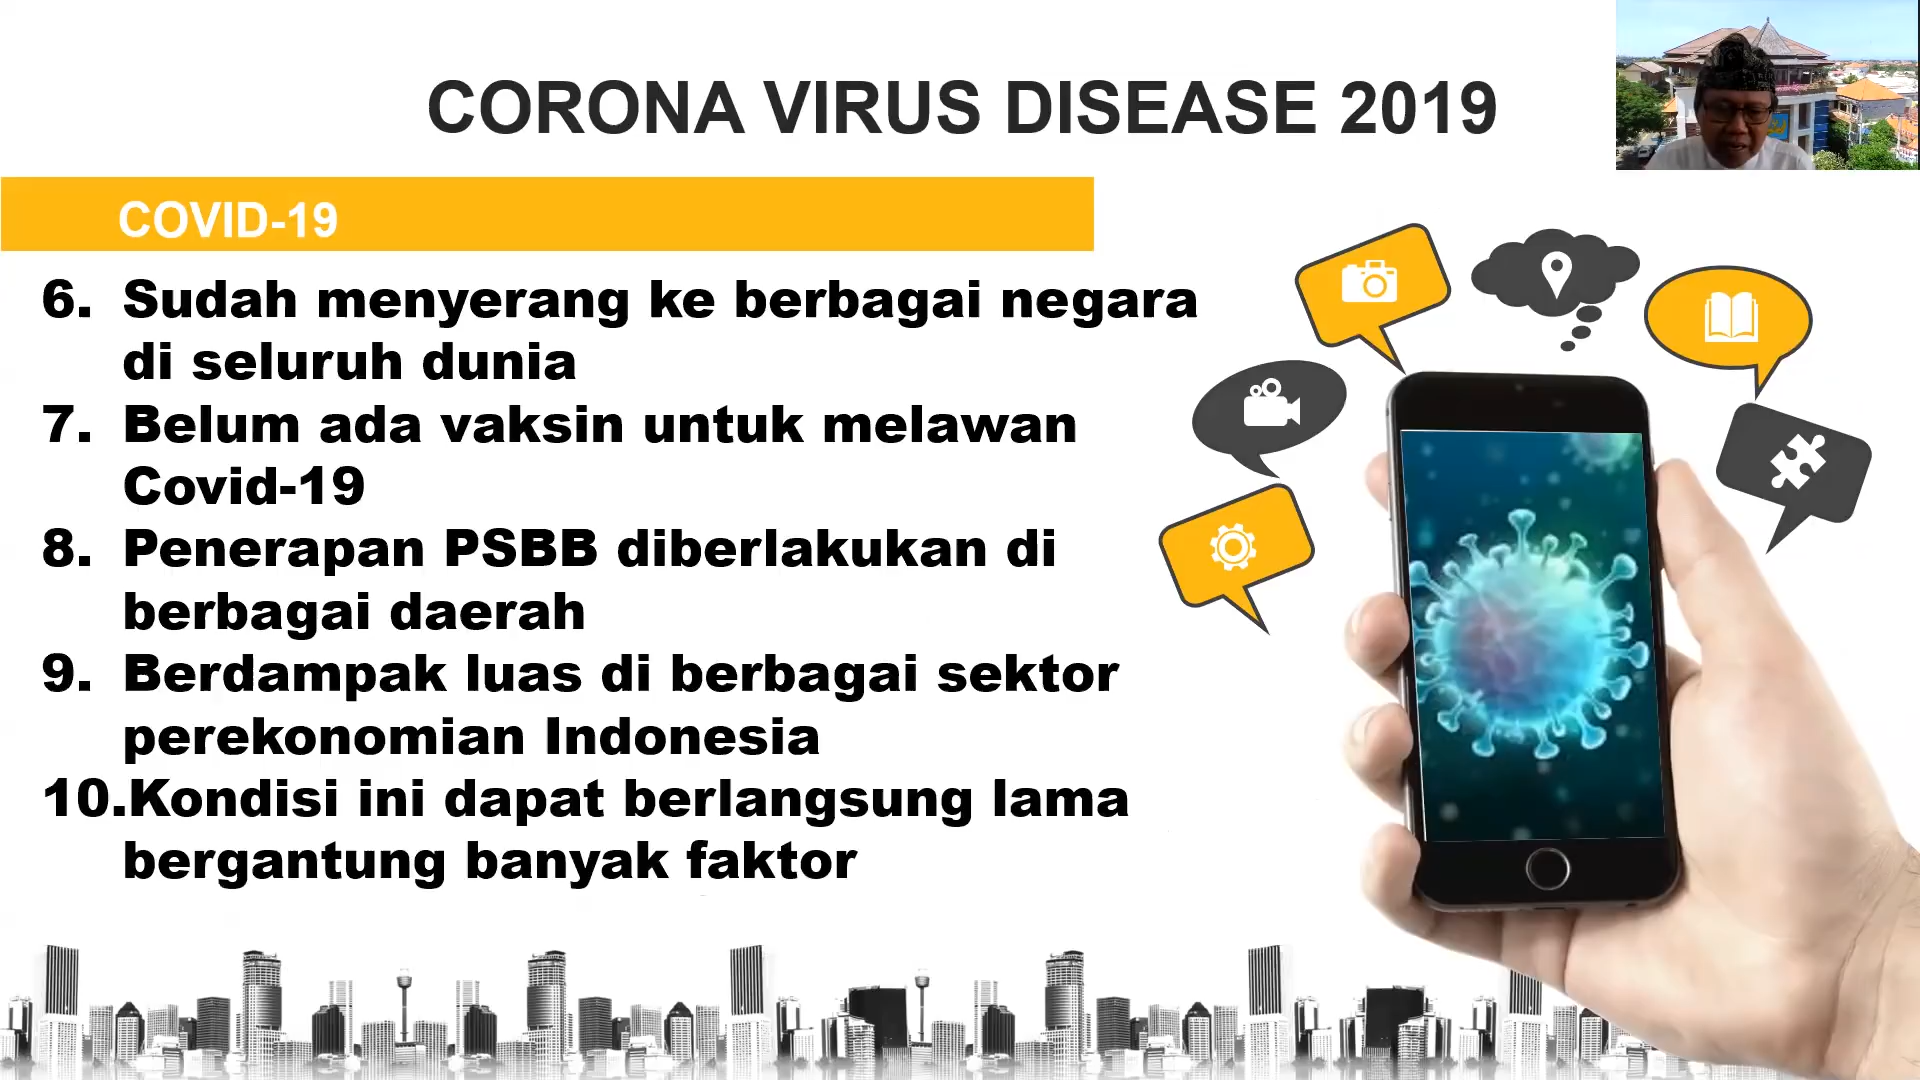 CORONA VIRUS DISEASE 2019
COVID-19
6. Sudah menyerang ke berbagai negara
di seluruh dunia
7. Belum ada vaksin untuk melawan
Covid-19
8. Penerapan PSBB diberlakukan di
berbagai daerah
9. Berdampak luas di berbagai sektor
perekonomian Indonesia
10.Kondisi ini dapat berlangsung lama
bergantung banyak faktor